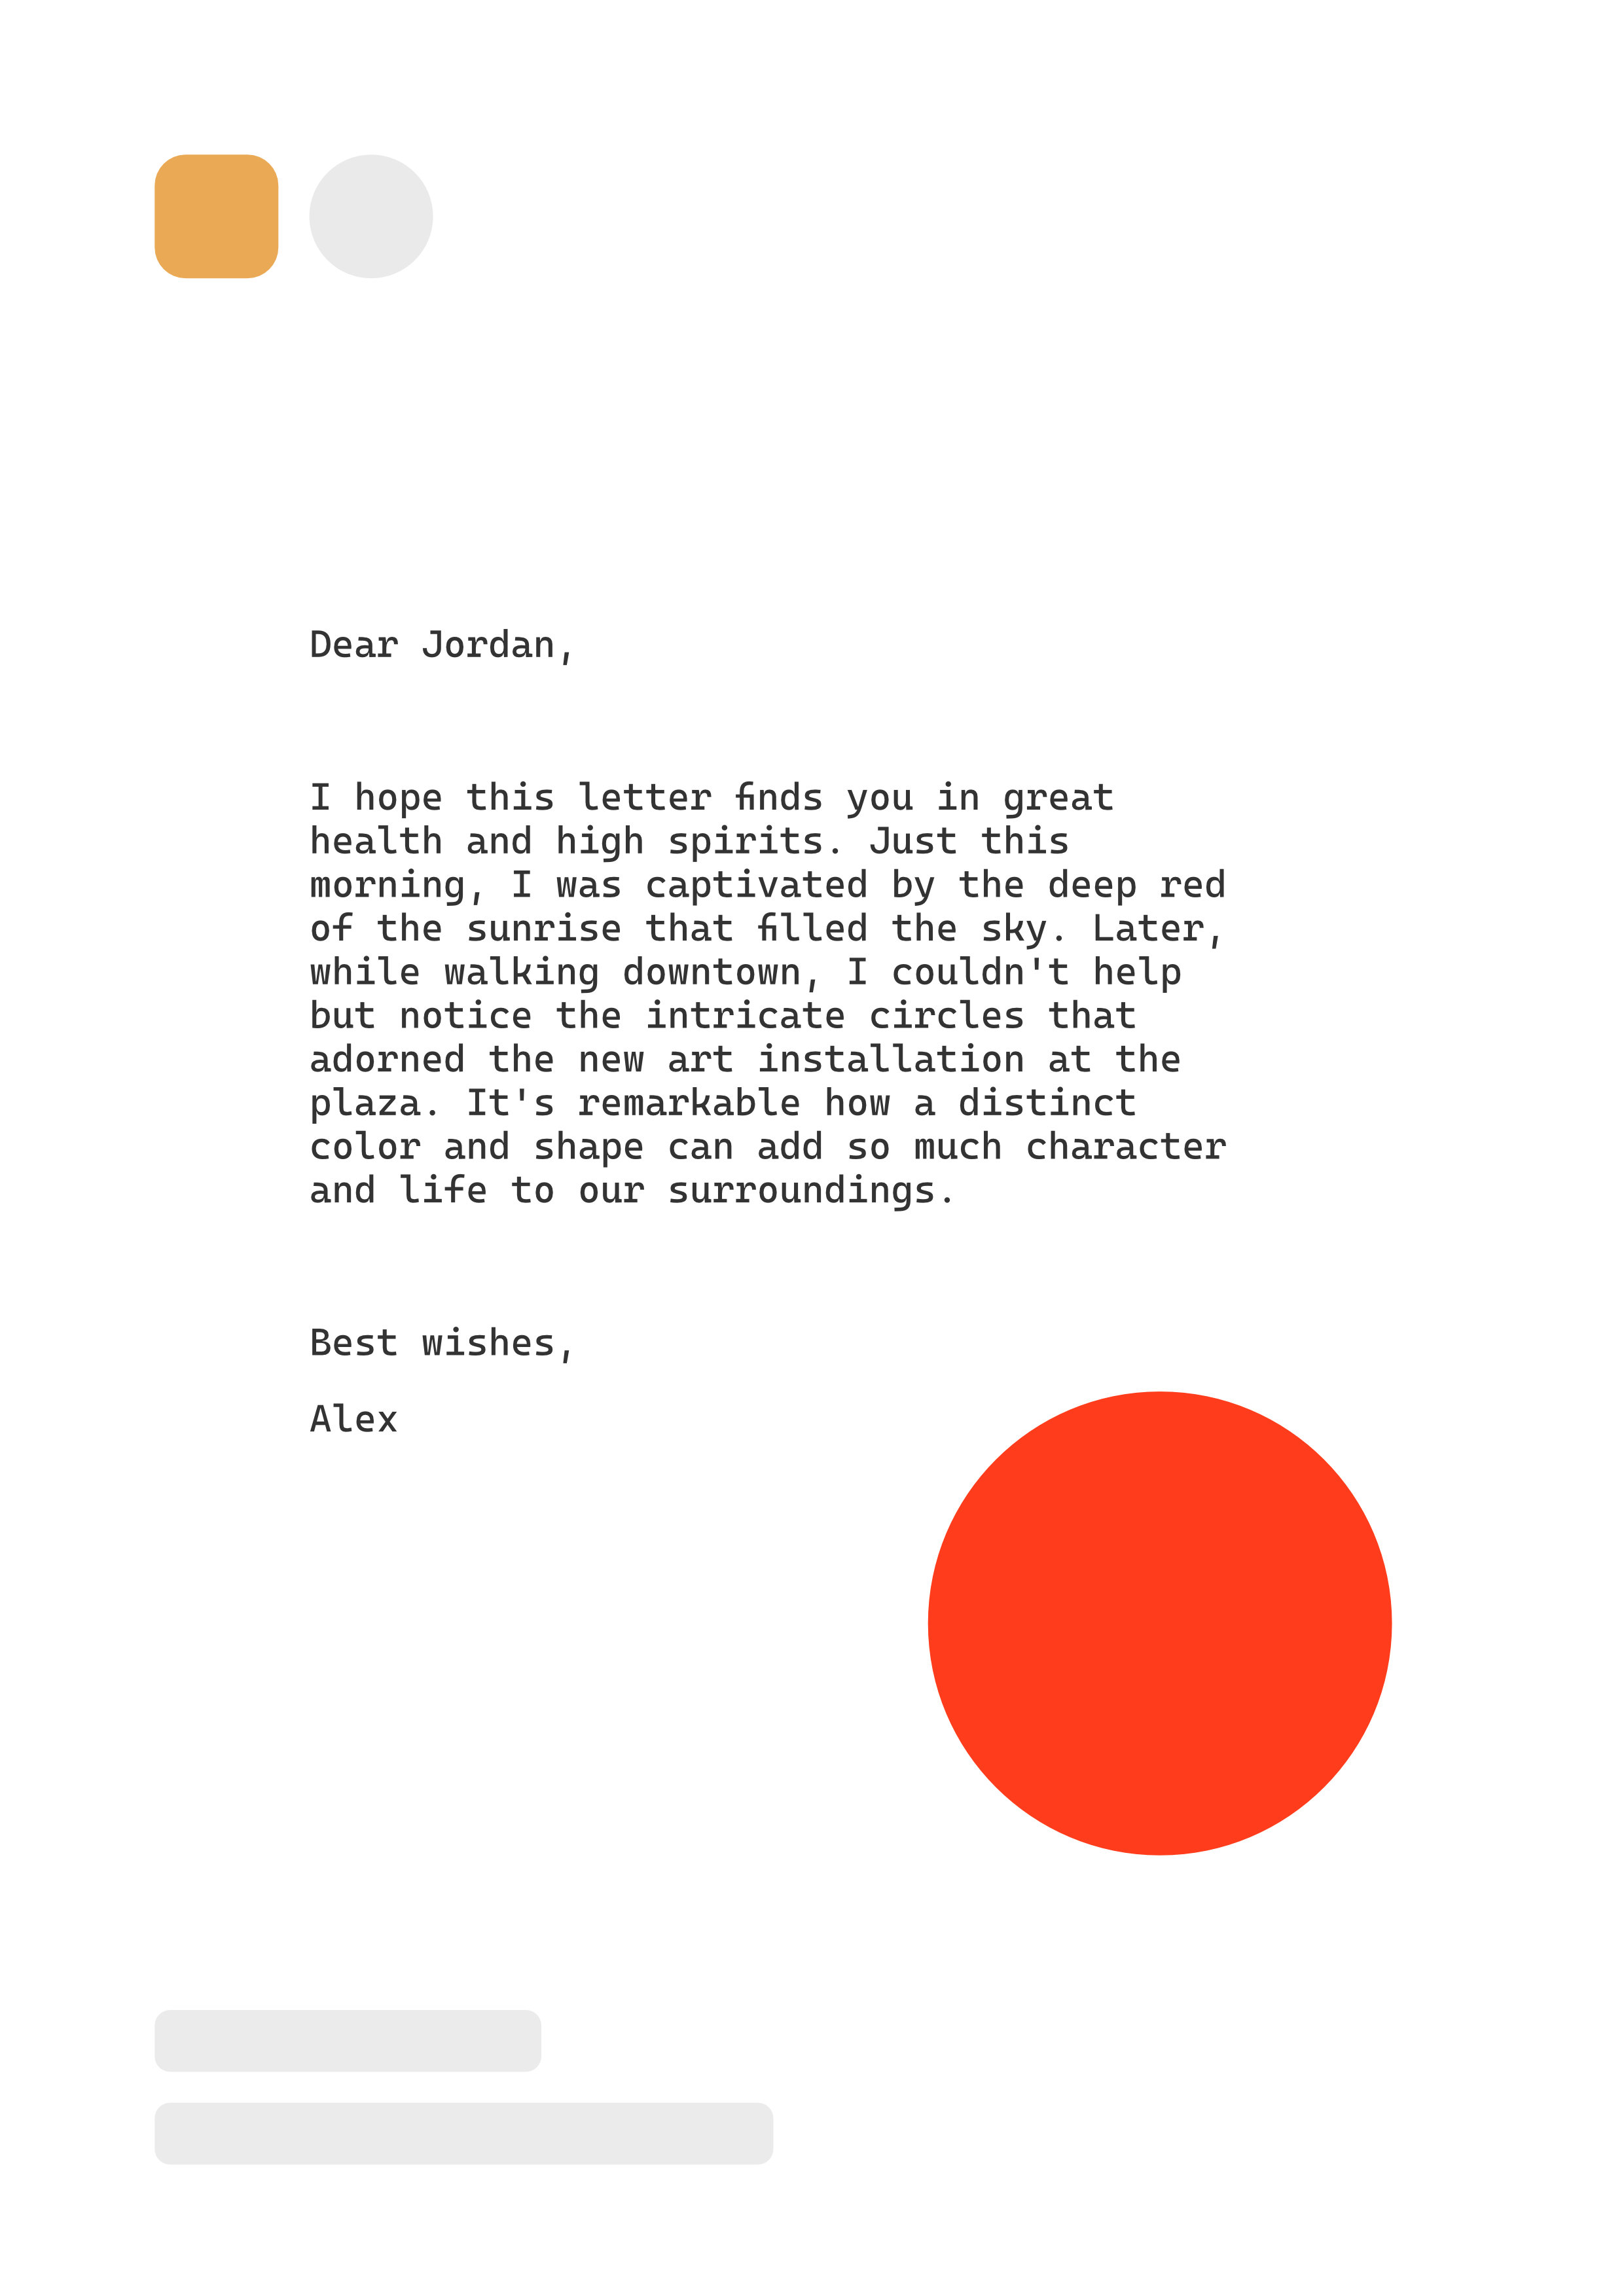 Dear Jordan,
I hope this letter finds you in great
health and high spirits. Just this
morning, I was captivated by the deep red
of the sunrise that filled the sky. Later,
while walking downtown, I couldn't help
but notice the intricate circles that
adorned the new art installation at the
plaza. It's remarkable how a distinct
color and shape can add so much character
and life to our surroundings.
Best wishes,
Alex